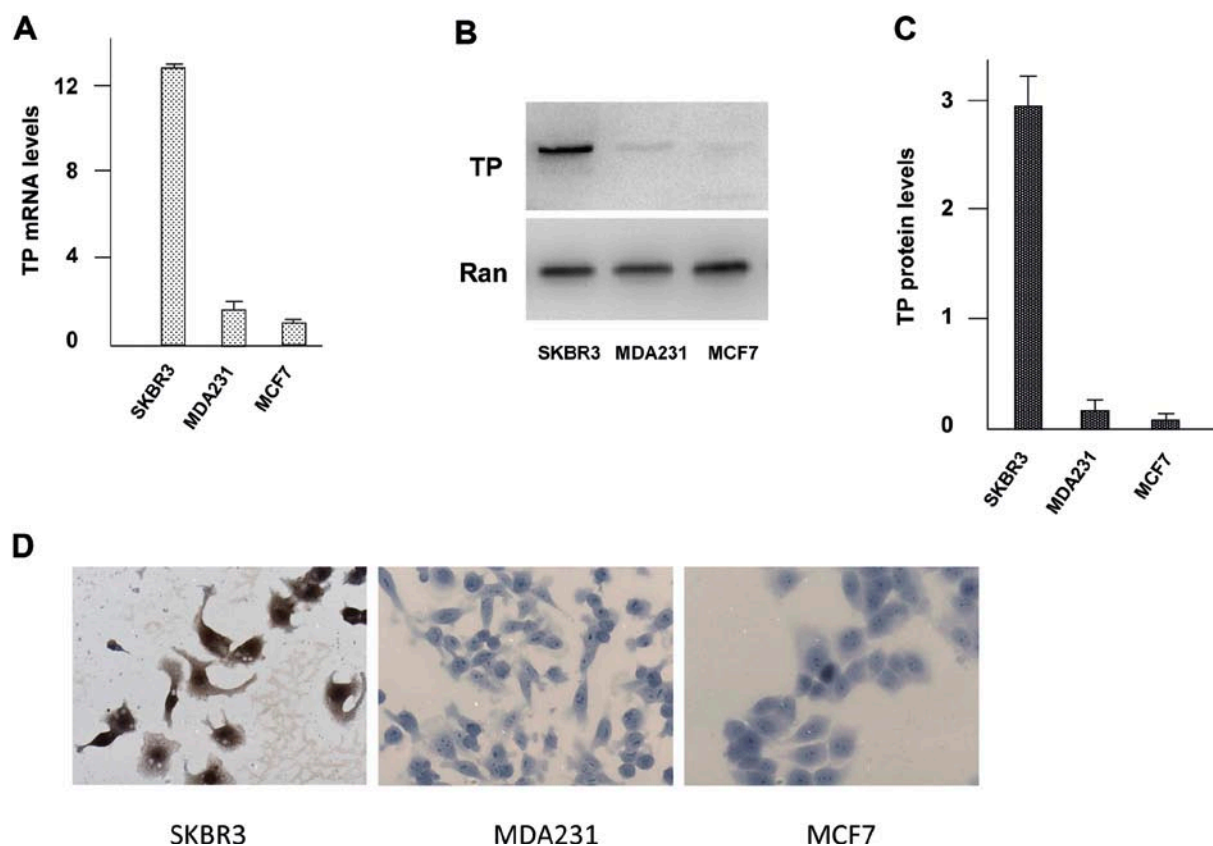 A
TP mRNA levels
12
8
4
0
SKBR3
MDA231
MCF7
B
TP
Ran
SKBR3 MDA231 MCF7
C
TP protein levels
3
2
1
0
SKBR3
MDA231
MCF7
D
SKBR3 MDA231 MCF7